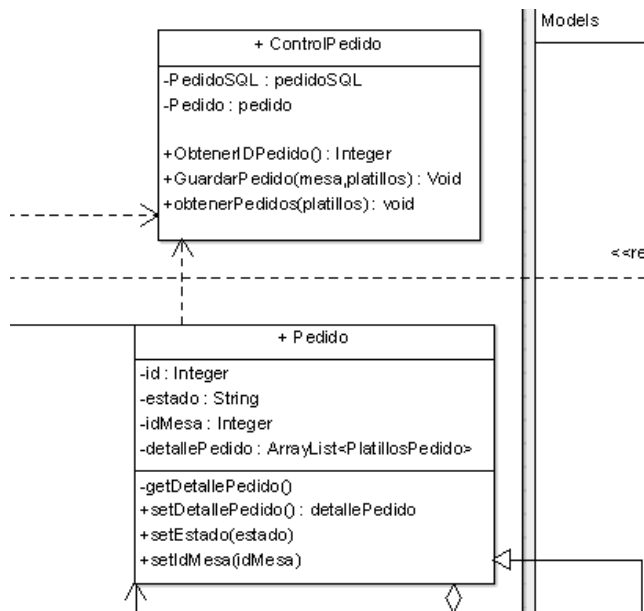 Models
+ ControlPedido
-PedidoSQL : pedidoSQL
-Pedido : pedido
+ObtenerIDPedido() : Integer
+GuardarPedido(mesa,platillos) : Void
+obtenerPedidos(platillos) : void
<<re
+ Pedido
-id : Integer
-estado : String
-idMesa : Integer
-detallePedido : ArrayList<PlatillosPedido>
-getDetallePedido()
+setDetallePedido() : detallePedido
+setEstado(estado)
+setIdMesa(idMesa)